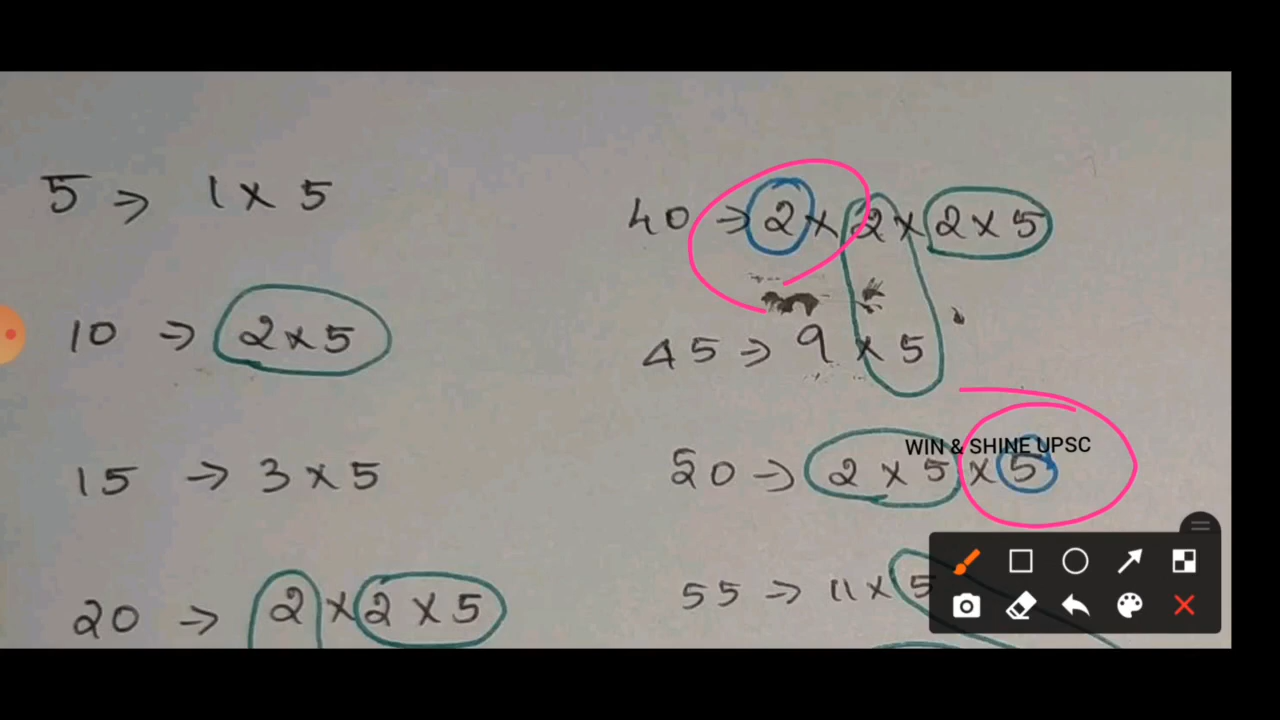 5 → 1 × 5
10 → 2 × 5
15 → 3 × 5
20 → 2 × 2 × 5
40 → 2 × 2 × 2 × 5
45 → 9 × 5
50 → 2 × 5 × 5
WIN & SHINE UPSC
55 → 11 × 5